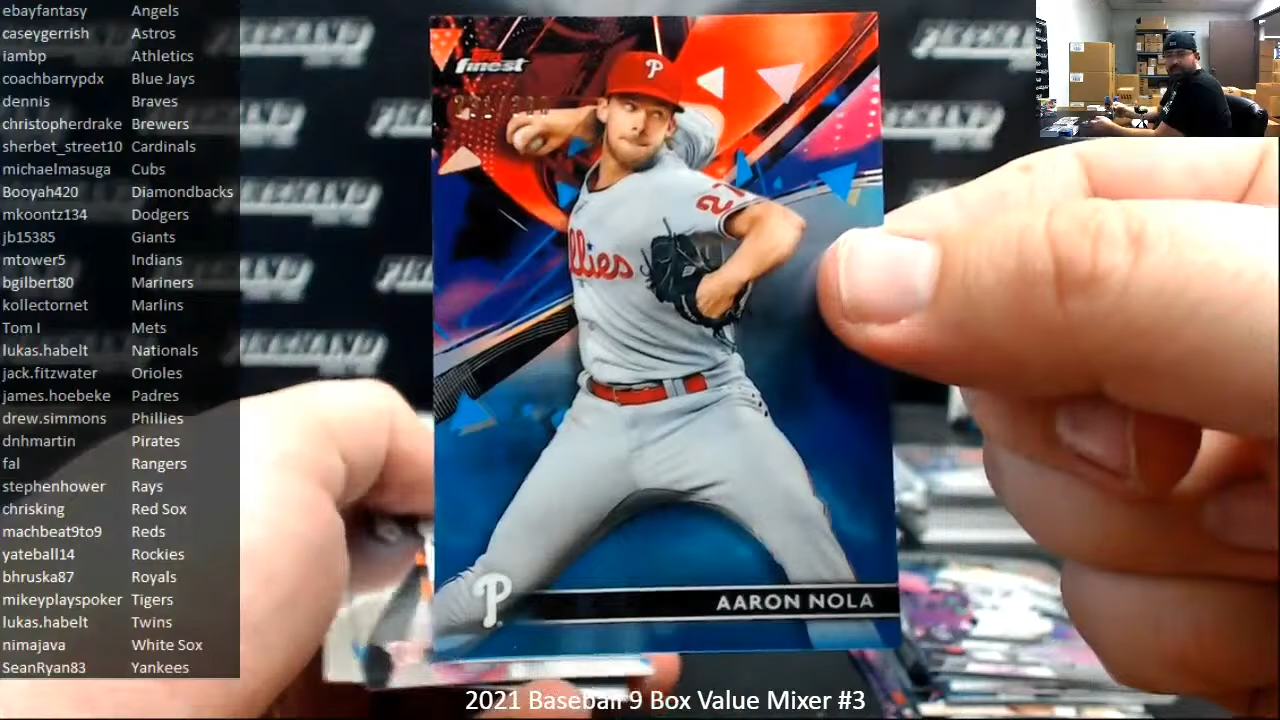 ebayfantasy Angels
caseygerrish Astros
iambp Athletics
coachbarrypdx Blue Jays
dennis Braves
christopherdrake Brewers
sherbet_street10 Cardinals
michaelmasuga Cubs
Booyah420 Diamondbacks
mkoontz134 Dodgers
jb15385 Giants
mtower5 Indians
bgilbert80 Mariners
kollectornet Marlins
Tom I Mets
lukas.habelt Nationals
jack.fitzwater Orioles
james.hoebeke Padres
drew.simmons Phillies
dnhmartin Pirates
fal Rangers
stephenhower Rays
chrisking Red Sox
machbeat9to9 Reds
yateball14 Rockies
bhruska87 Royals
mikeyplayspoker Tigers
lukas.habelt Twins
nimajava White Sox
SeanRyan83 Yankees
finest
P
27
llies
P
AARON NOLA
2021 Baseball 9 Box Value Mixer #3